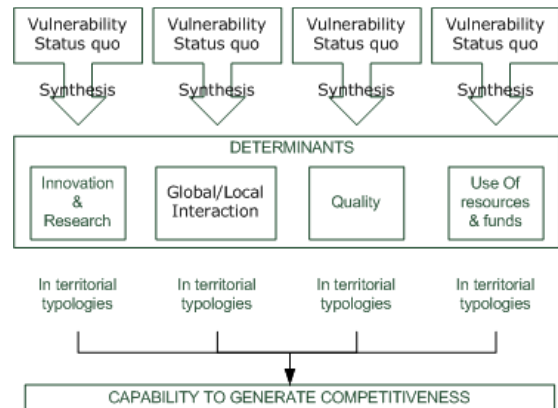 Vulnerability
Status quo
Vulnerability
Status quo
Vulnerability
Status quo
Vulnerability
Status quo
Synthesis
Synthesis
Synthesis
Synthesis
DETERMINANTS
Innovation
&
Research
Global/Local
Interaction
Quality
Use Of
resources
& funds
In territorial
typologies
In territorial
typologies
In territorial
typologies
In territorial
typologies
CAPABILITY TO GENERATE COMPETITIVENESS